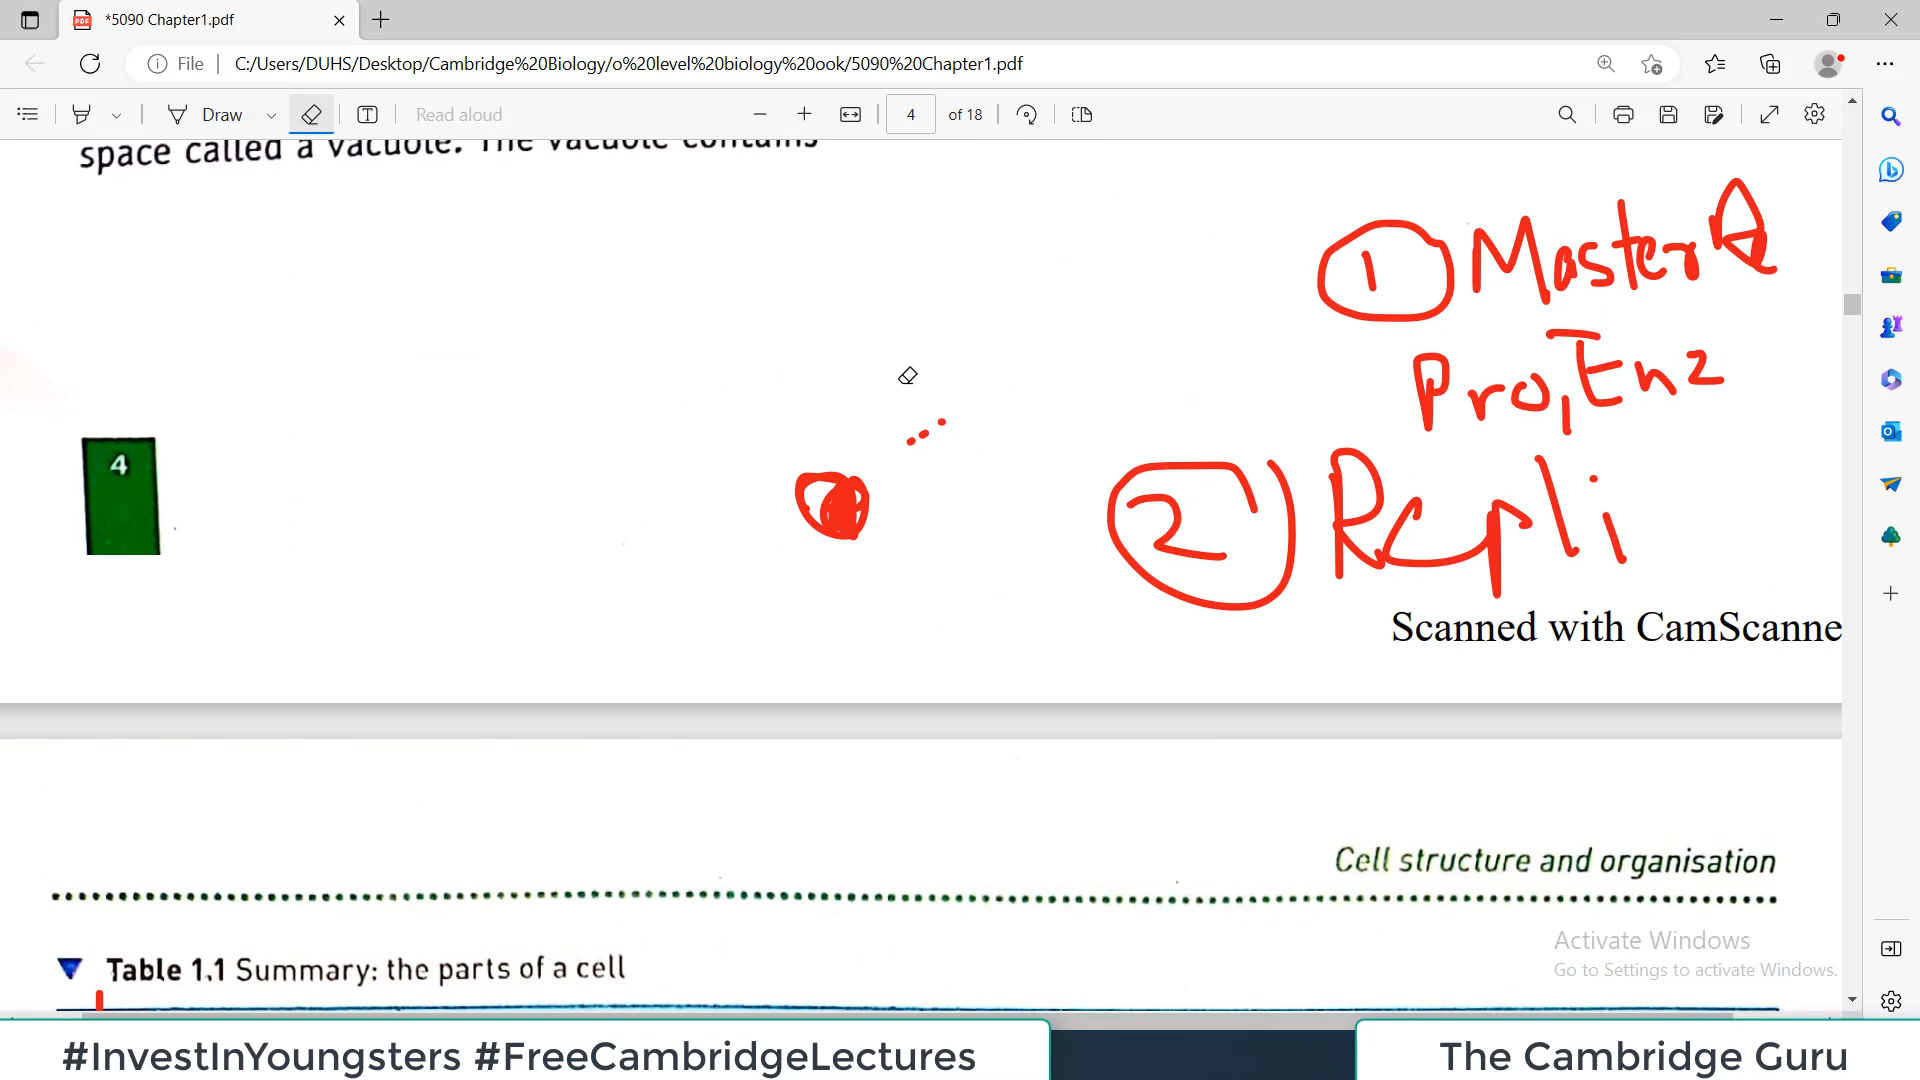 *5090 Chapter1.pdf
File
C:/Users/DUHS/Desktop/Cambridge%20Biology/o%20level%20biology%20ook/5090%20Chapter1.pdf
Draw
Read aloud
4
of 18
space called a vacuole. The vacuole contains
1 Master
Pro, Enz
4
2 Repli
Scanned with CamScanne
Cell structure and organisation
Table 1.1 Summary: the parts of a cell
Activate Windows
Go to Settings to activate Windows.
#InvestInYoungsters #FreeCambridgeLectures
The Cambridge Guru